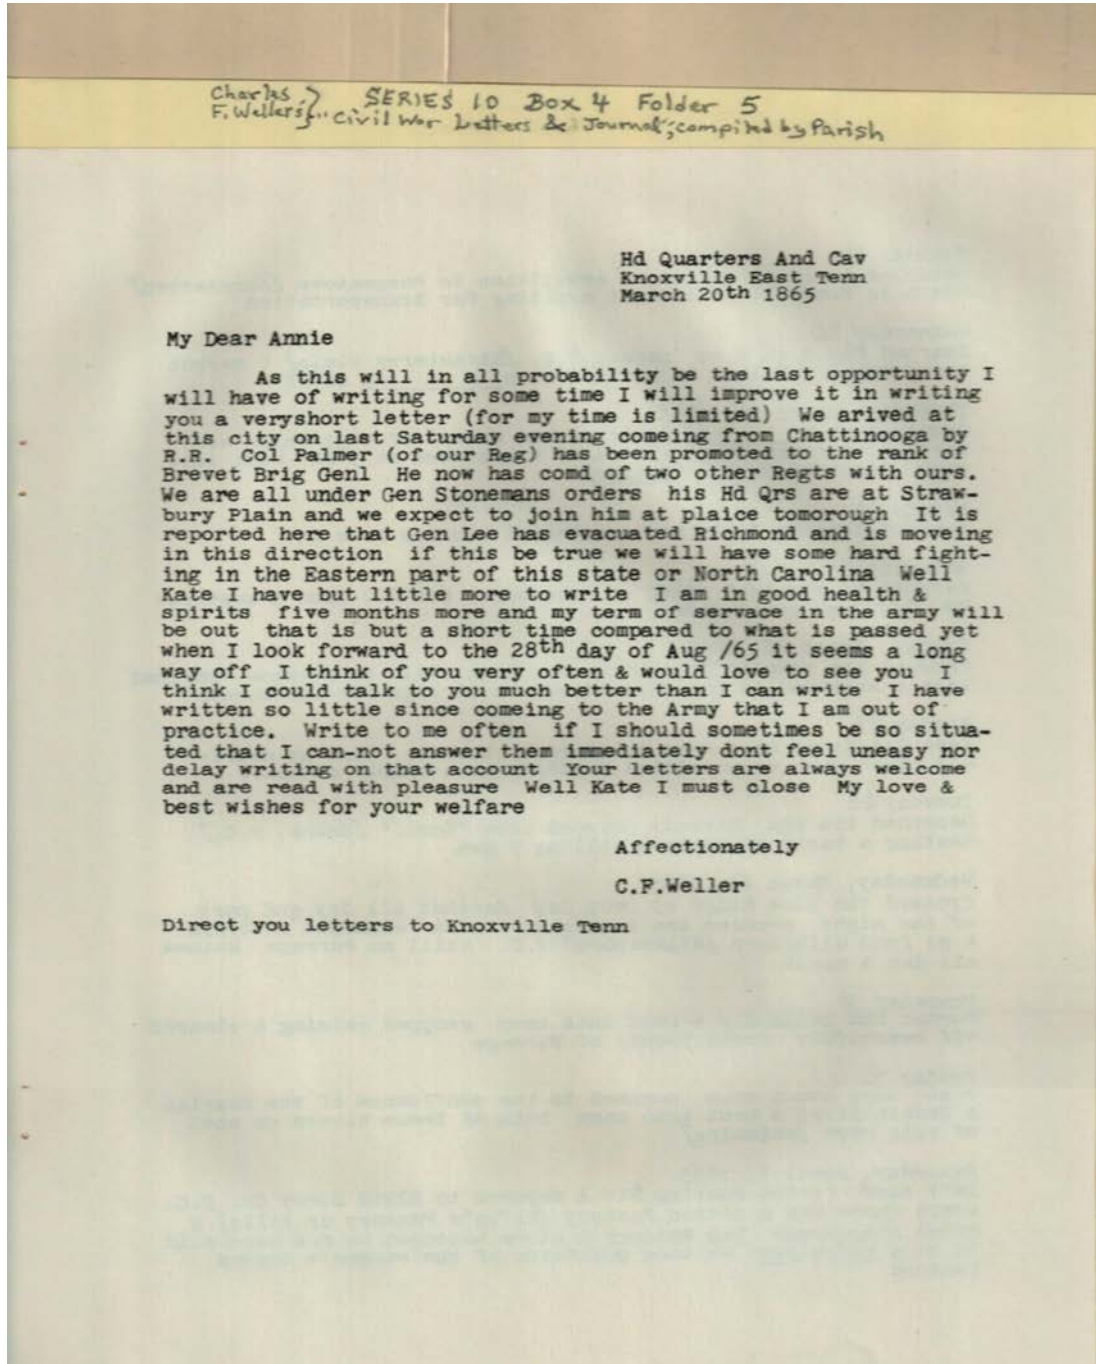 Charles } SERIES 10 Box 4 Folder 5
F. Wellers } "Civil War Letters & Journal"; compiled by Parish
Hd Quarters And Cav
Knoxville East Tenn
March 20th 1865
My Dear Annie
As this will in all probability be the last opportunity I
will have of writing for some time I will improve it in writing
you a veryshort letter (for my time is limited) We arived at
this city on last Saturday evening comeing from Chattinooga by
R.R. Col Palmer (of our Reg) has been promoted to the rank of
Brevet Brig Genl He now has comd of two other Regts with ours.
We are all under Gen Stonemans orders his Hd Qrs are at Straw-
bury Plain and we expect to join him at plaice tomorough It is
reported here that Gen Lee has evacuated Richmond and is moveing
in this direction if this be true we will have some hard fight-
ing in the Eastern part of this state or North Carolina Well
Kate I have but little more to write I am in good health &
spirits five months more and my term of servace in the army will
be out that is but a short time compared to what is passed yet
when I look forward to the 28th day of Aug /65 it seems a long
way off I think of you very often & would love to see you I
think I could talk to you much better than I can write I have
written so little since comeing to the Army that I am out of
practice. Write to me often if I should sometimes be so situa-
ted that I can-not answer them immediately dont feel uneasy nor
delay writing on that account Your letters are always welcome
and are read with pleasure Well Kate I must close My love &
best wishes for your welfare
Affectionately
C.F.Weller
Direct you letters to Knoxville Tenn